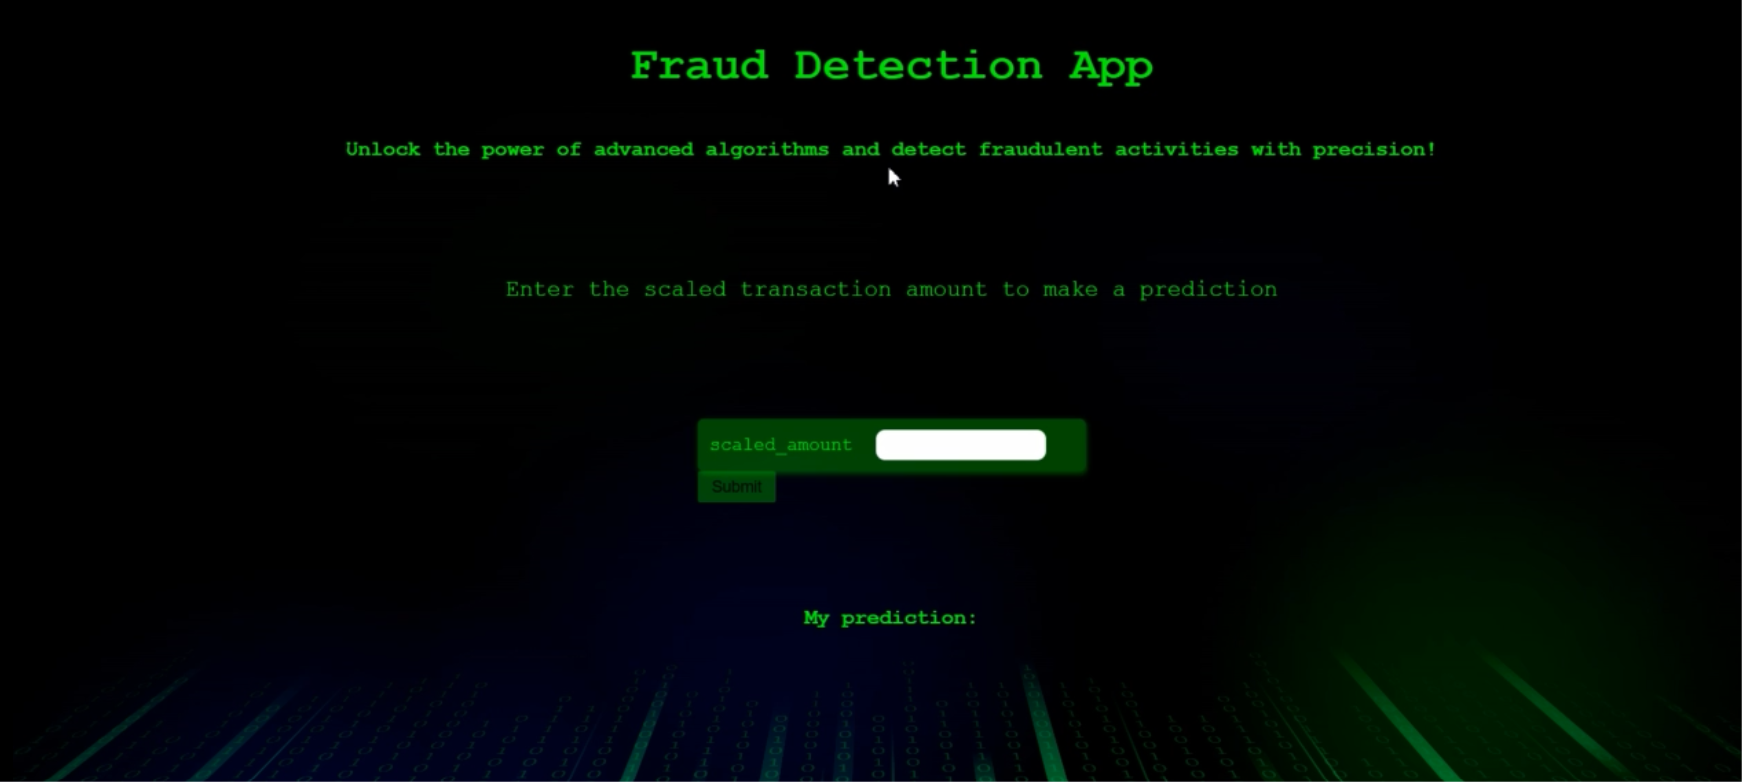 Fraud Detection App
Unlock the power of advanced algorithms and detect fraudulent activities with precision!
Enter the scaled transaction amount to make a prediction
scaled_amount
Submit
My prediction: